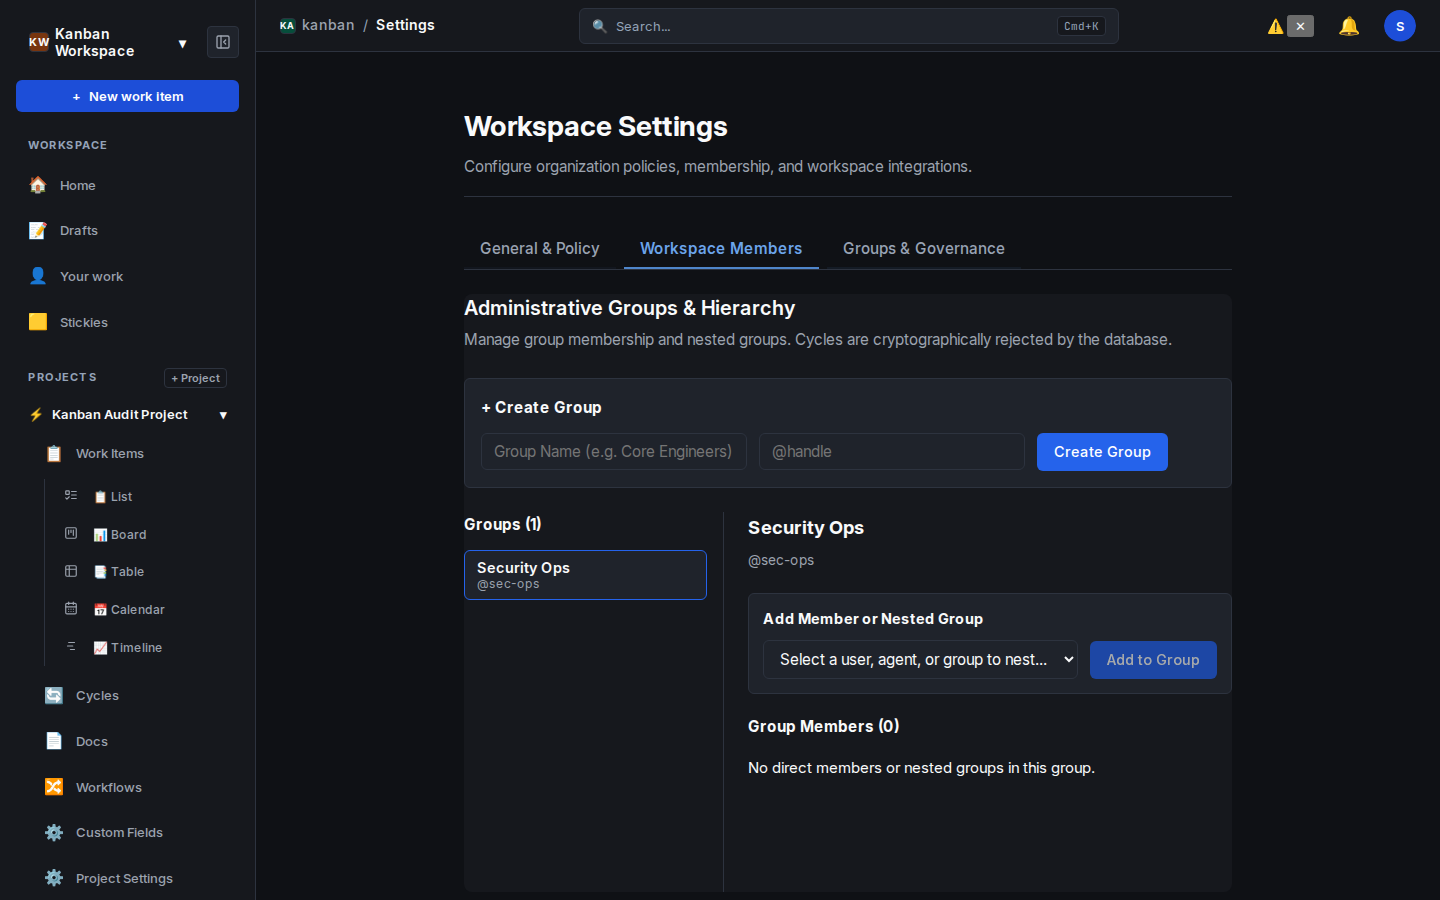 KW Kanban Workspace ▼
+ New work item
WORKSPACE
Home
Drafts
Your work
Stickies
PROJECTS
+ Project
Kanban Audit Project ▼
Work Items
List
Board
Table
Calendar
Timeline
Cycles
Docs
Workflows
Custom Fields
Project Settings
KA kanban / Settings
Search...
Cmd+K
✕
S
Workspace Settings
Configure organization policies, membership, and workspace integrations.
General & Policy
Workspace Members
Groups & Governance
Administrative Groups & Hierarchy
Manage group membership and nested groups. Cycles are cryptographically rejected by the database.
+ Create Group
Group Name (e.g. Core Engineers)
@handle
Create Group
Groups (1)
Security Ops
@sec-ops
Security Ops
@sec-ops
Add Member or Nested Group
Select a user, agent, or group to nest...
Add to Group
Group Members (0)
No direct members or nested groups in this group.